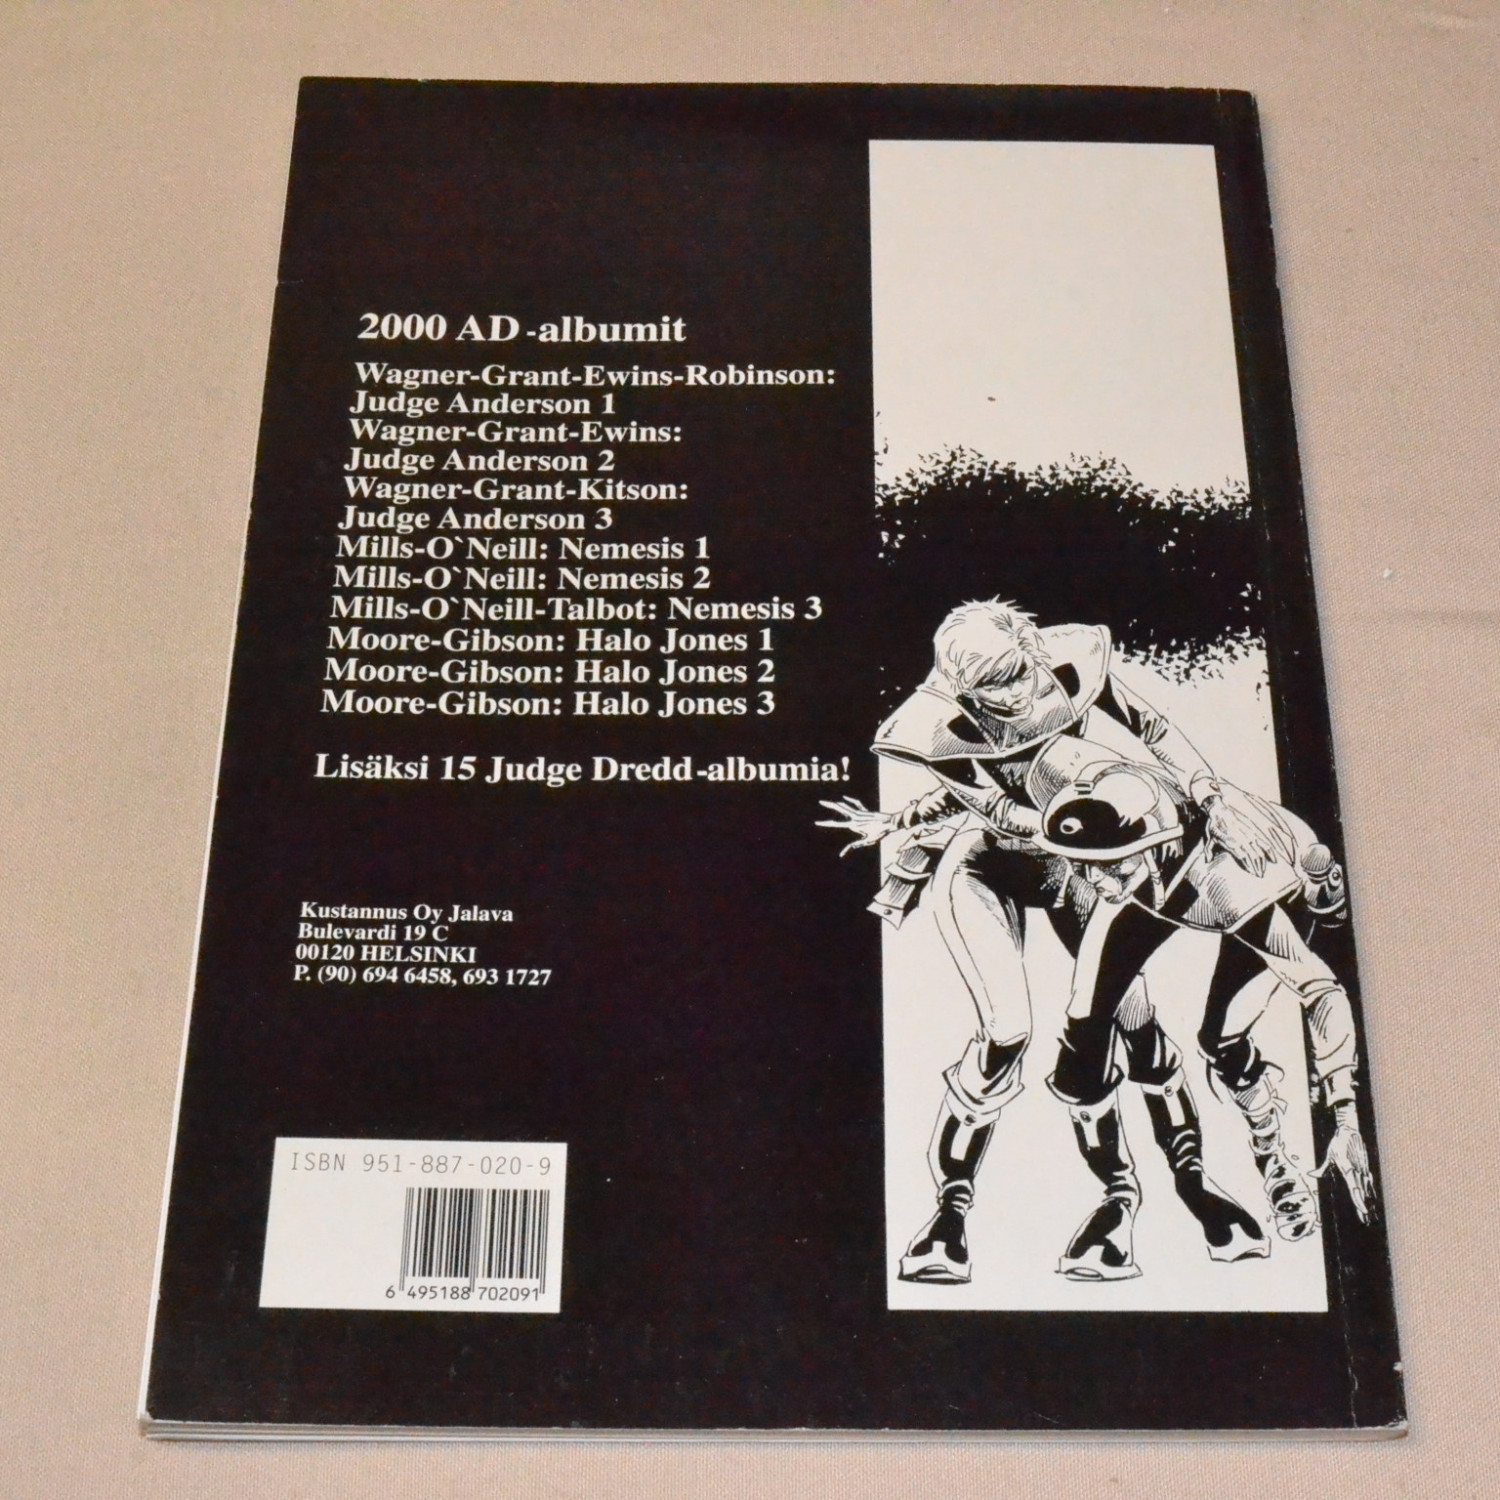 2000 AD-albumit
Wagner-Grant-Ewins-Robinson:
Judge Anderson 1
Wagner-Grant-Ewins:
Judge Anderson 2
Wagner-Grant-Kitson:
Judge Anderson 3
Mills-O`Neill: Nemesis 1
Mills-O`Neill: Nemesis 2
Mills-O`Neill-Talbot: Nemesis 3
Moore-Gibson: Halo Jones 1
Moore-Gibson: Halo Jones 2
Moore-Gibson: Halo Jones 3
Lisäksi 15 Judge Dredd-albumia!
Kustannus Oy Jalava
Bulevardi 19 C
00120 HELSINKI
P. (90) 694 6458, 693 1727
ISBN 951-887-020-9
6 495188 702091